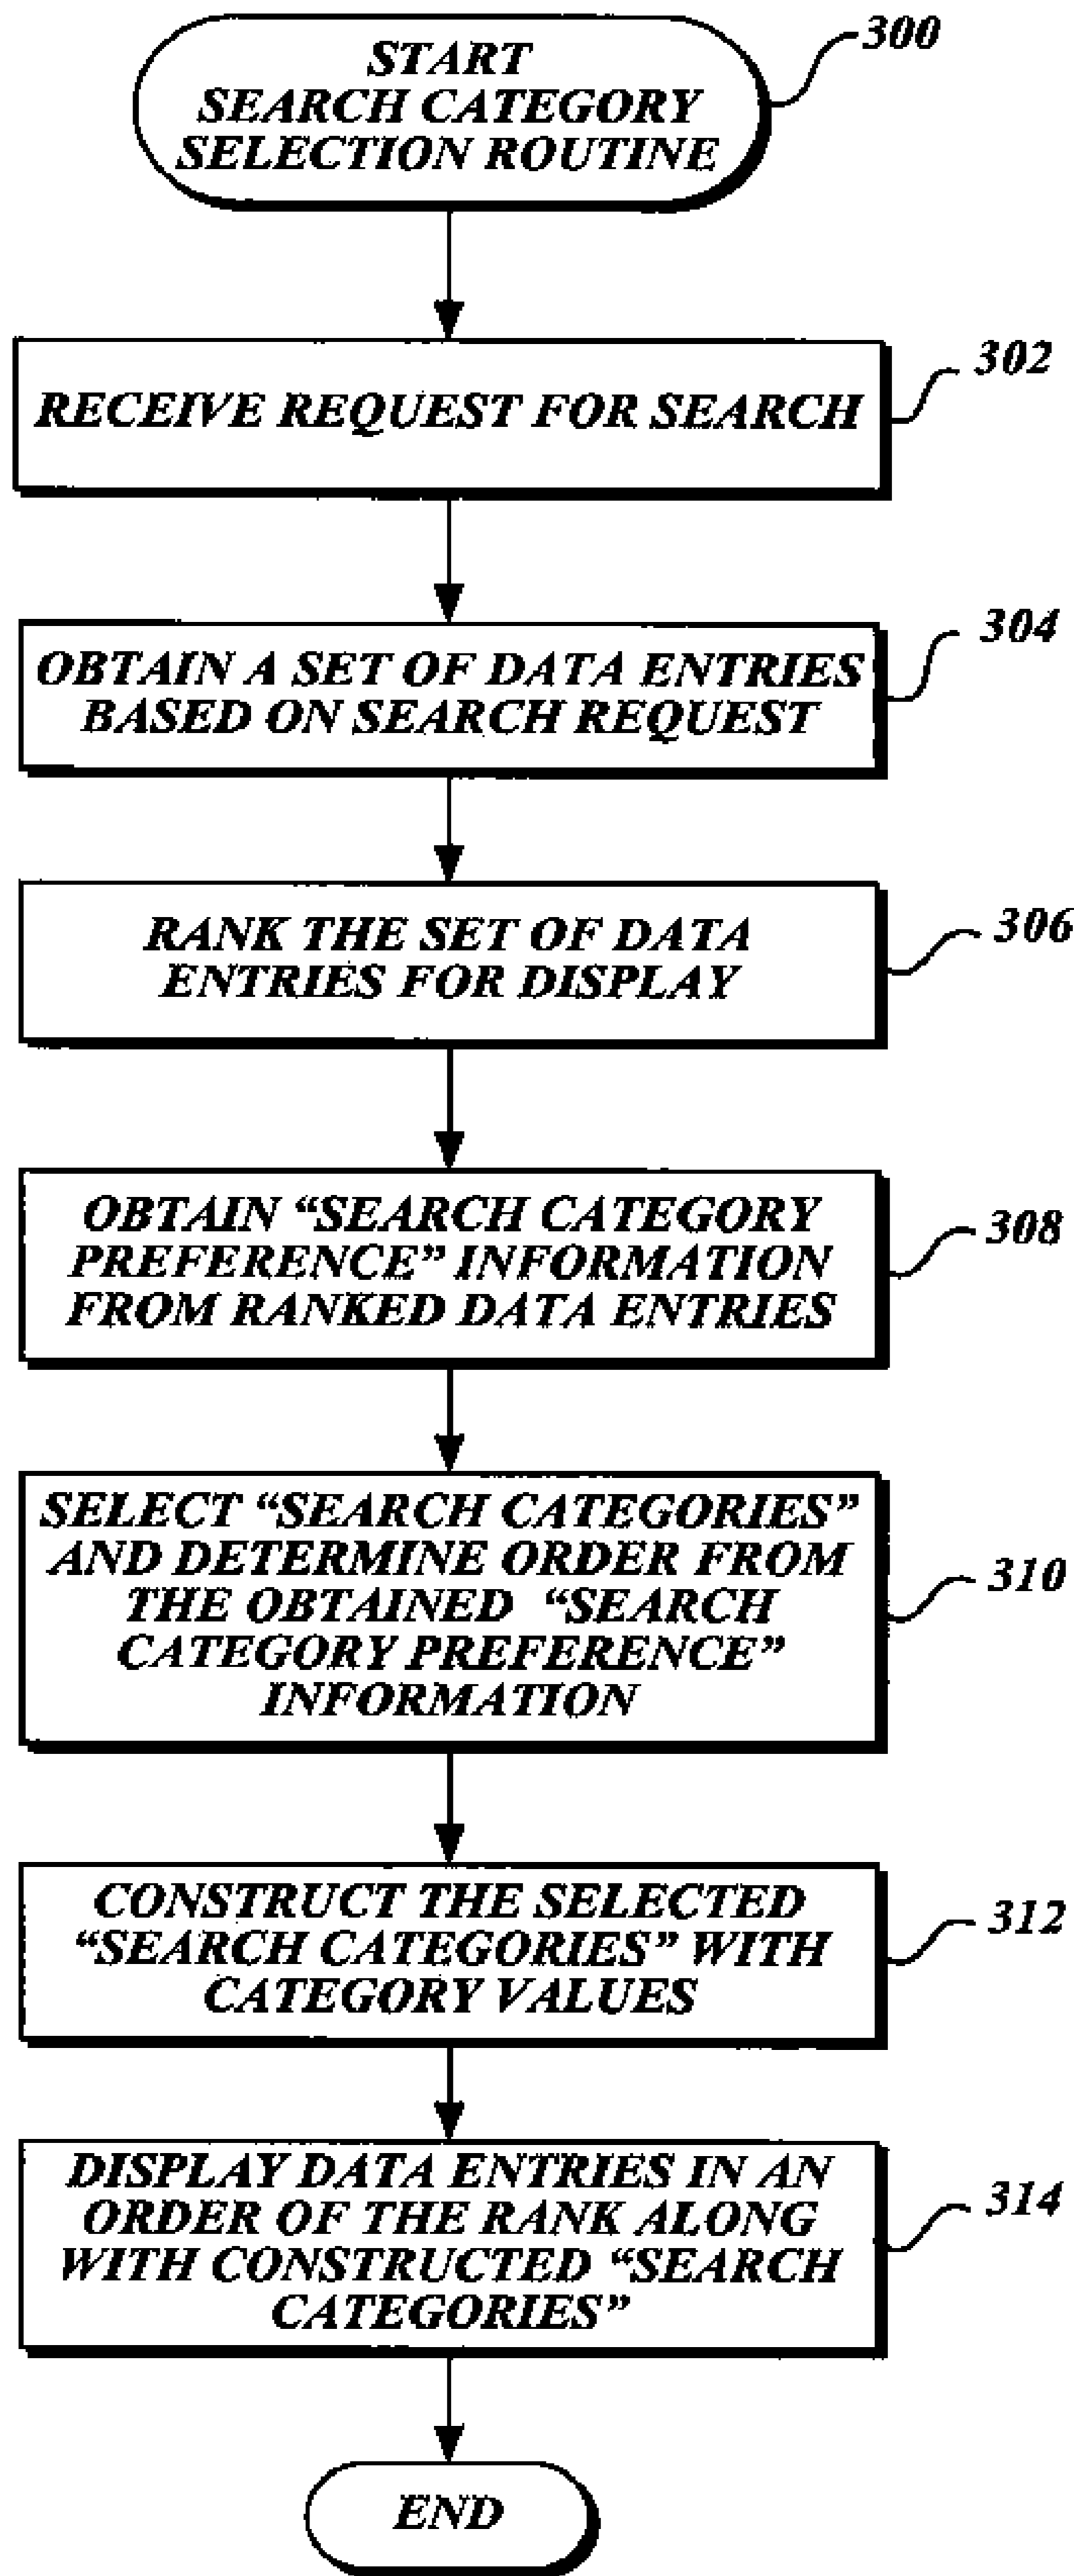 START
SEARCH CATEGORY
SELECTION ROUTINE
300
RECEIVE REQUEST FOR SEARCH
302
OBTAIN A SET OF DATA ENTRIES
BASED ON SEARCH REQUEST
304
RANK THE SET OF DATA
ENTRIES FOR DISPLAY
306
OBTAIN “SEARCH CATEGORY
PREFERENCE” INFORMATION
FROM RANKED DATA ENTRIES
308
SELECT “SEARCH CATEGORIES”
AND DETERMINE ORDER FROM
THE OBTAINED “SEARCH
CATEGORY PREFERENCE”
INFORMATION
310
CONSTRUCT THE SELECTED
“SEARCH CATEGORIES” WITH
CATEGORY VALUES
312
DISPLAY DATA ENTRIES IN AN
ORDER OF THE RANK ALONG
WITH CONSTRUCTED “SEARCH
CATEGORIES”
314
END